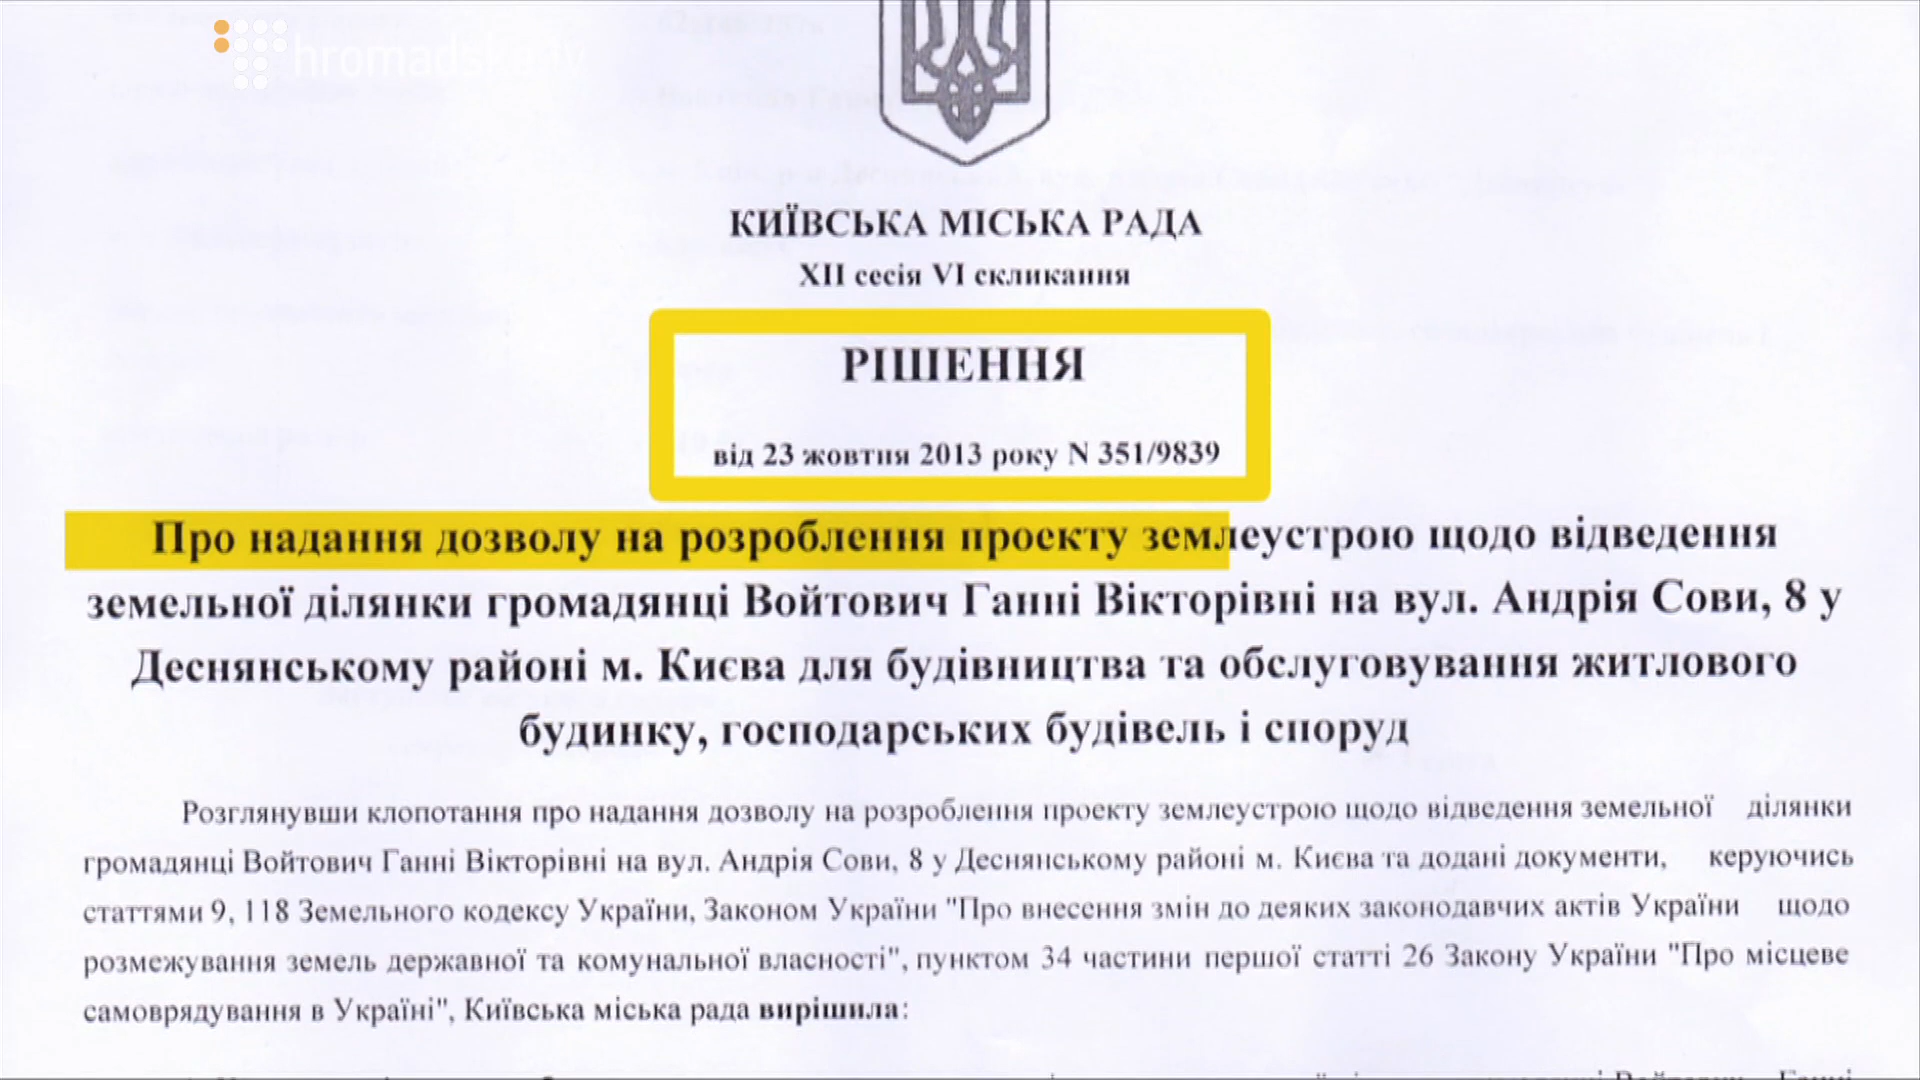 hromadske.tv
КИЇВСЬКА МІСЬКА РАДА
XII сесія VI скликання
РІШЕННЯ
від 23 жовтня 2013 року N 351/9839
Про надання дозволу на розроблення проекту землеустрою щодо відведення
земельної ділянки громадянці Войтович Ганні Вікторівні на вул. Андрія Сови, 8 у
Деснянському районі м. Києва для будівництва та обслуговування житлового
будинку, господарських будівель і споруд
Розглянувши клопотання про надання дозволу на розроблення проекту землеустрою щодо відведення земельної ділянки
громадянці Войтович Ганні Вікторівні на вул. Андрія Сови, 8 у Деснянському районі м. Києва та додані документи, керуючись
статтями 9, 118 Земельного кодексу України, Законом України "Про внесення змін до деяких законодавчих актів України щодо
розмежування земель державної та комунальної власності", пунктом 34 частини першої статті 26 Закону України "Про місцеве
самоврядування в Україні", Київська міська рада вирішила: